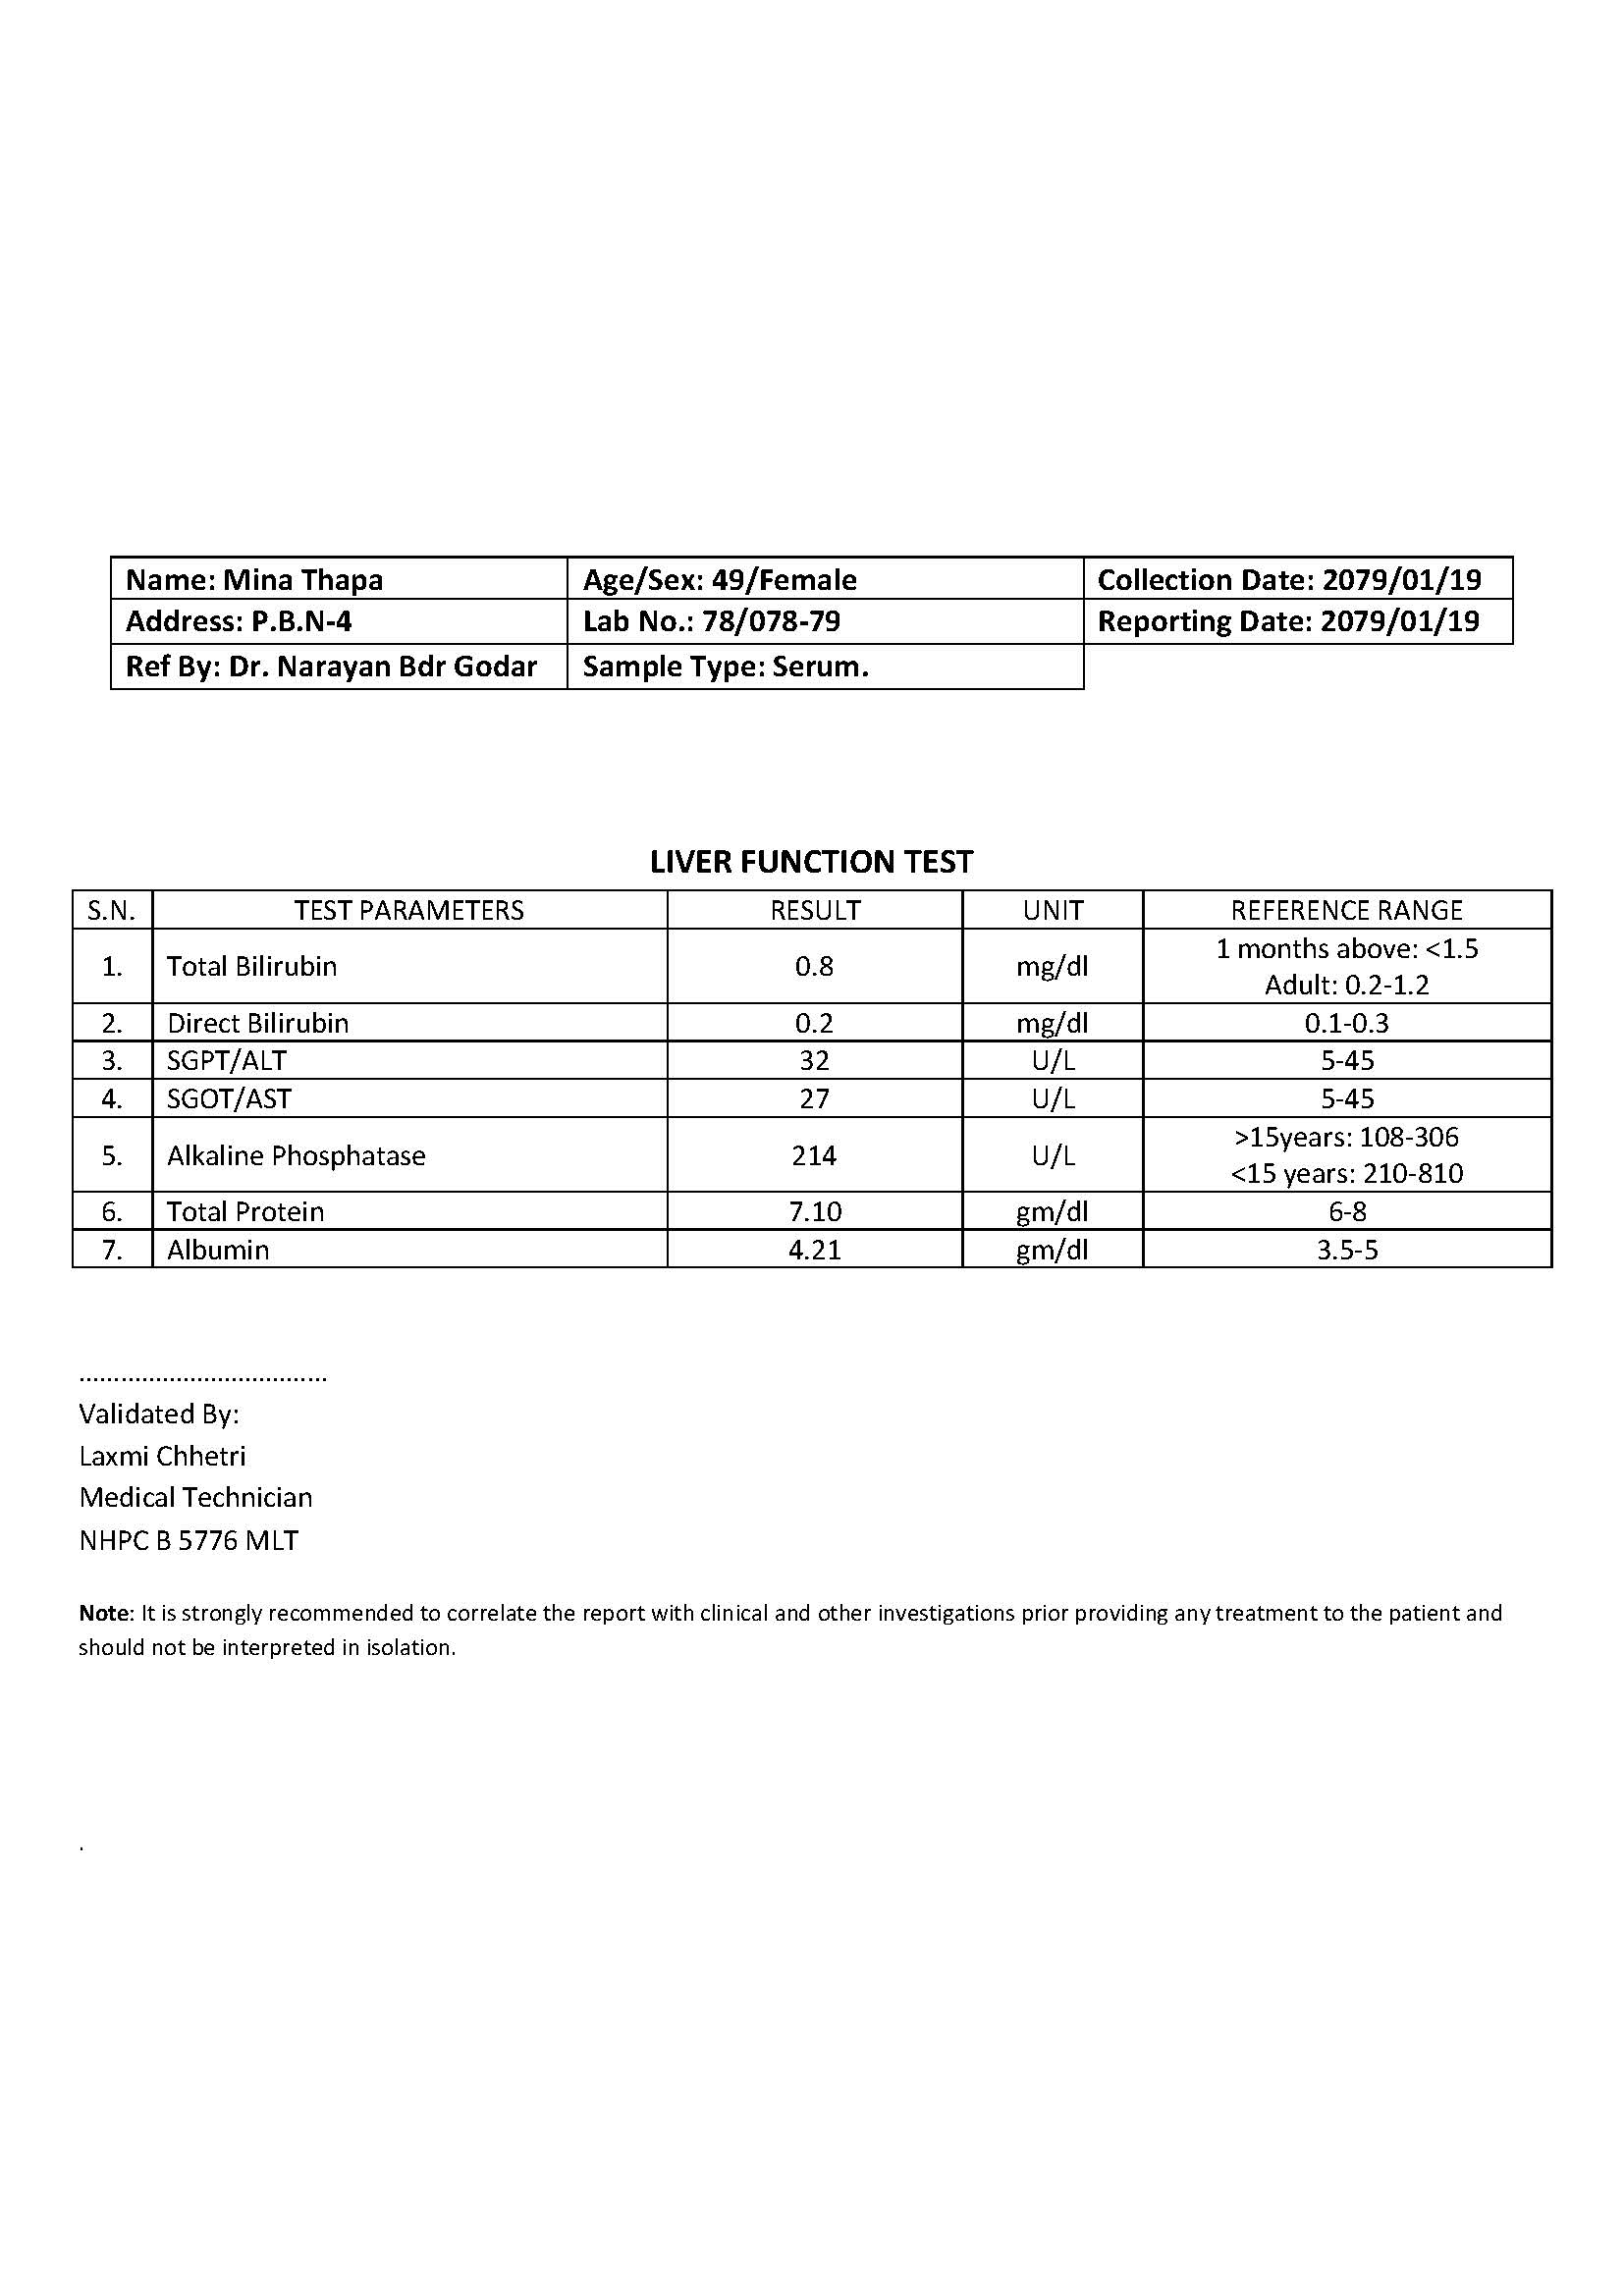 Name: Mina Thapa Age/Sex: 49/Female Collection Date: 2079/01/19
Address: P.B.N-4 Lab No.: 78/078-79 Reporting Date: 2079/01/19
Ref By: Dr. Narayan Bdr Godar Sample Type: Serum.
LIVER FUNCTION TEST
S.N. TEST PARAMETERS RESULT UNIT REFERENCE RANGE
1. Total Bilirubin 0.8 mg/dl 1 months above: <1.5
Adult: 0.2-1.2
2. Direct Bilirubin 0.2 mg/dl 0.1-0.3
3. SGPT/ALT 32 U/L 5-45
4. SGOT/AST 27 U/L 5-45
5. Alkaline Phosphatase 214 U/L >15years: 108-306
<15 years: 210-810
6. Total Protein 7.10 gm/dl 6-8
7. Albumin 4.21 gm/dl 3.5-5
....................................
Validated By:
Laxmi Chhetri
Medical Technician
NHPC B 5776 MLT
Note: It is strongly recommended to correlate the report with clinical and other investigations prior providing any treatment to the patient and
should not be interpreted in isolation.
.